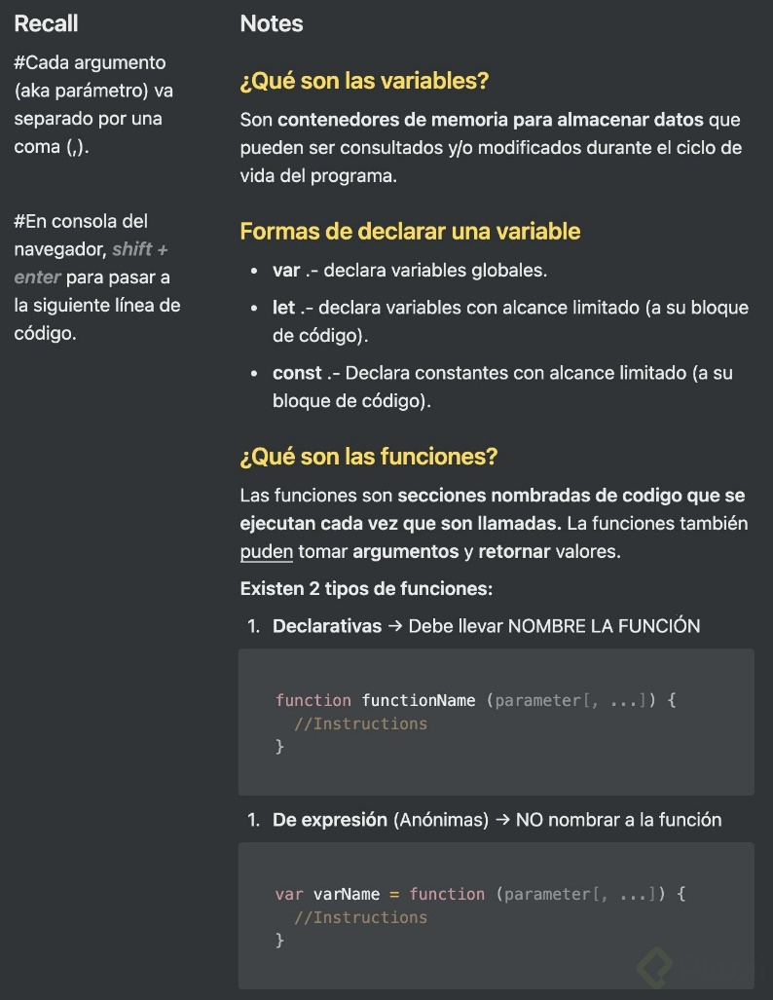 Recall
#Cada argumento
(aka parámetro) va
separado por una
coma (,).
#En consola del
navegador, shift +
enter para pasar a
la siguiente línea de
código.
Notes
¿Qué son las variables?
Son contenedores de memoria para almacenar datos que
pueden ser consultados y/o modificados durante el ciclo de
vida del programa.
Formas de declarar una variable
• var .- declara variables globales.
• let .- declara variables con alcance limitado (a su bloque
de código).
• const .- Declara constantes con alcance limitado (a su
bloque de código).
¿Qué son las funciones?
Las funciones son secciones nombradas de codigo que se
ejecutan cada vez que son llamadas. La funciones también
puden tomar argumentos y retornar valores.
Existen 2 tipos de funciones:
1. Declarativas → Debe llevar NOMBRE LA FUNCIÓN
function functionName (parameter[, ...]) {
//Instructions
}
1. De expresión (Anónimas) → NO nombrar a la función
var varName = function (parameter[, ...]) {
//Instructions
}